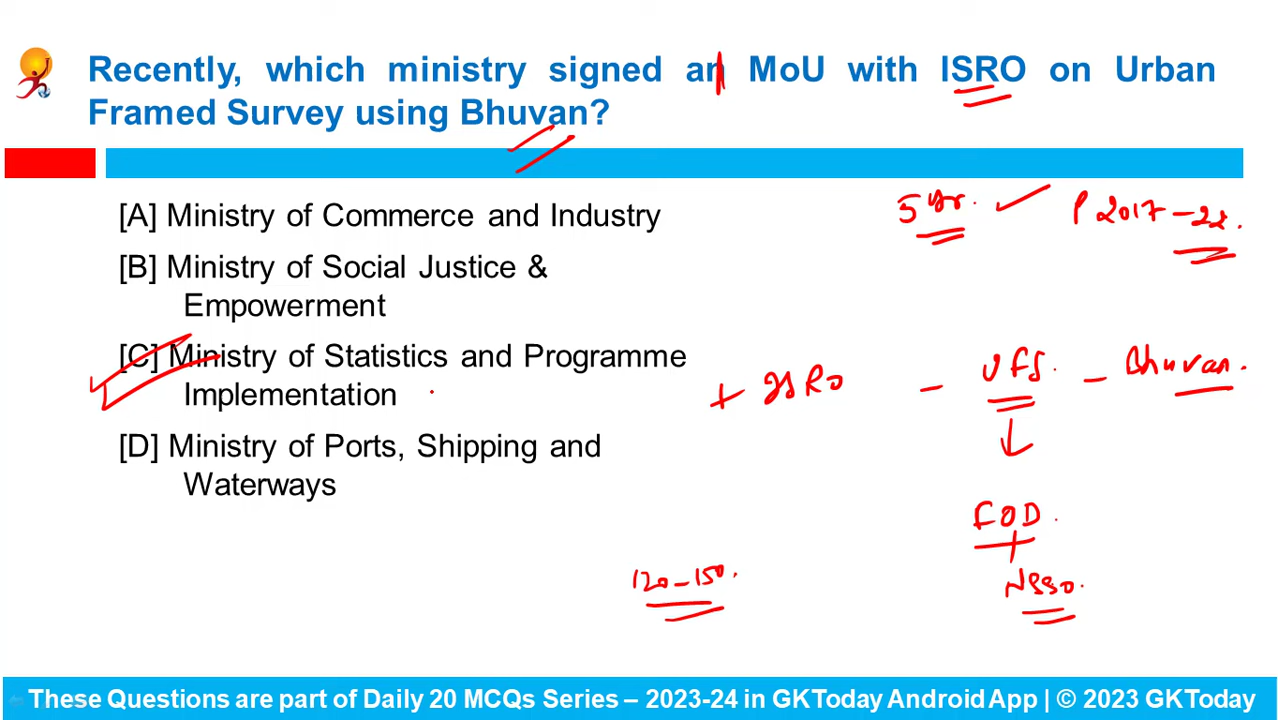 Recently, which ministry signed an MoU with ISRO on Urban
Framed Survey using Bhuvan?
[A] Ministry of Commerce and Industry
5 yr.
P 2017-22.
[B] Ministry of Social Justice &
Empowerment
[C] Ministry of Statistics and Programme
Implementation
+ ISRO - UFS. - Bhuvan.
[D] Ministry of Ports, Shipping and
Waterways
FOD
120-150.
NSSO.
These Questions are part of Daily 20 MCQs Series – 2023-24 in GKToday Android App | © 2023 GKToday